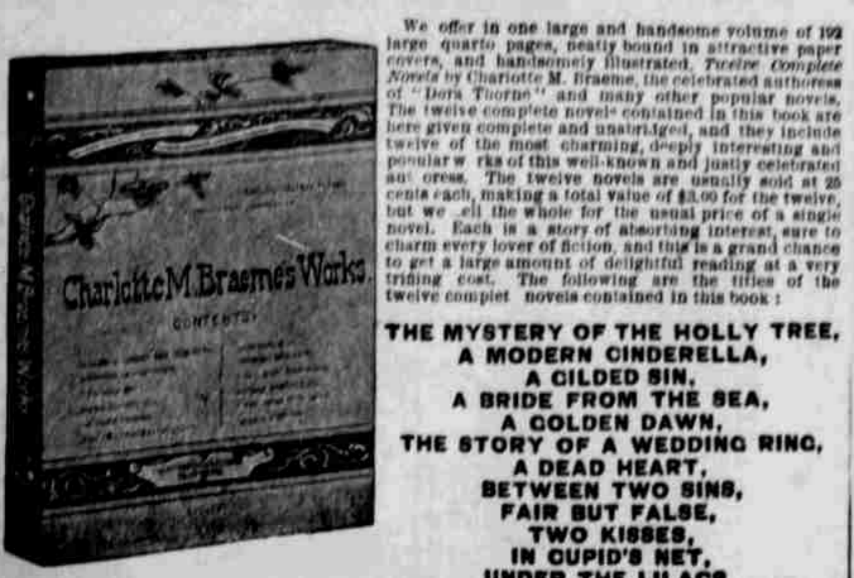 We offer in one large and handsome volume of 192
large quarto pages, neatly bound in attractive paper
covers, and handsomely illustrated, Twelve Complete
Novels by Charlotte M. Braeme, the celebrated authoress
of "Dora Thorne" and many other popular novels.
The twelve complete novels contained in this book are
here given complete and unabridged, and they include
twelve of the most charming, deeply interesting and
popular w rks of this well-known and justly celebrated
aut oress. The twelve novels are usually sold at 25
cents each, making a total value of $3.00 for the twelve,
but we ell the whole for the usual price of a single
novel. Each is a story of absorbing interest, sure to
charm every lover of fiction, and this is a grand chance
to get a large amount of delightful reading at a very
trifling cost. The following are the titles of the
twelve complet novels contained in this book :
Charlotte M. Braeme's Works.
CONTENTS.
THE MYSTERY OF THE HOLLY TREE,
A MODERN CINDERELLA,
A GILDED SIN,
A BRIDE FROM THE SEA,
A GOLDEN DAWN,
THE STORY OF A WEDDING RING,
A DEAD HEART,
BETWEEN TWO SINS,
FAIR BUT FALSE,
TWO KISSES,
IN CUPID'S NET,
UNDER THE LILACS